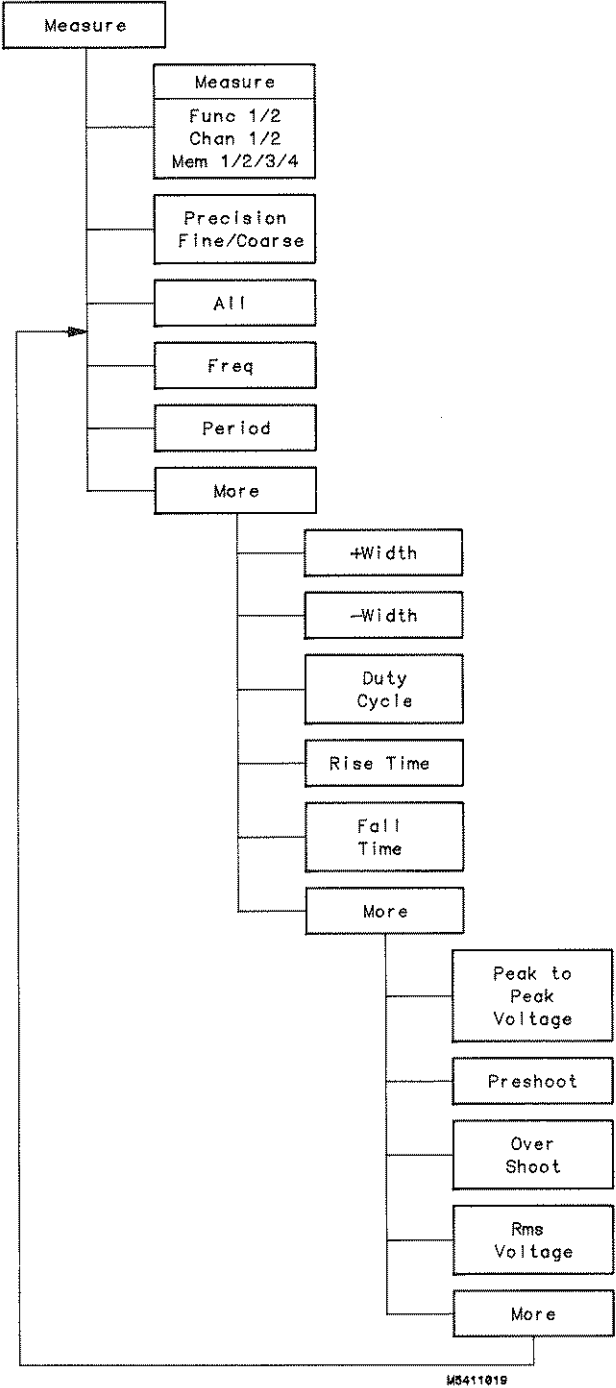 Measure
Measure
Func 1/2
Chan 1/2
Mem 1/2/3/4
Precision
Fine/Coarse
All
Freq
Period
More
+Width
-Width
Duty
Cycle
Rise Time
Fall
Time
More
Peak to
Peak
Voltage
Preshoot
Over
Shoot
Rms
Voltage
More
M5411019